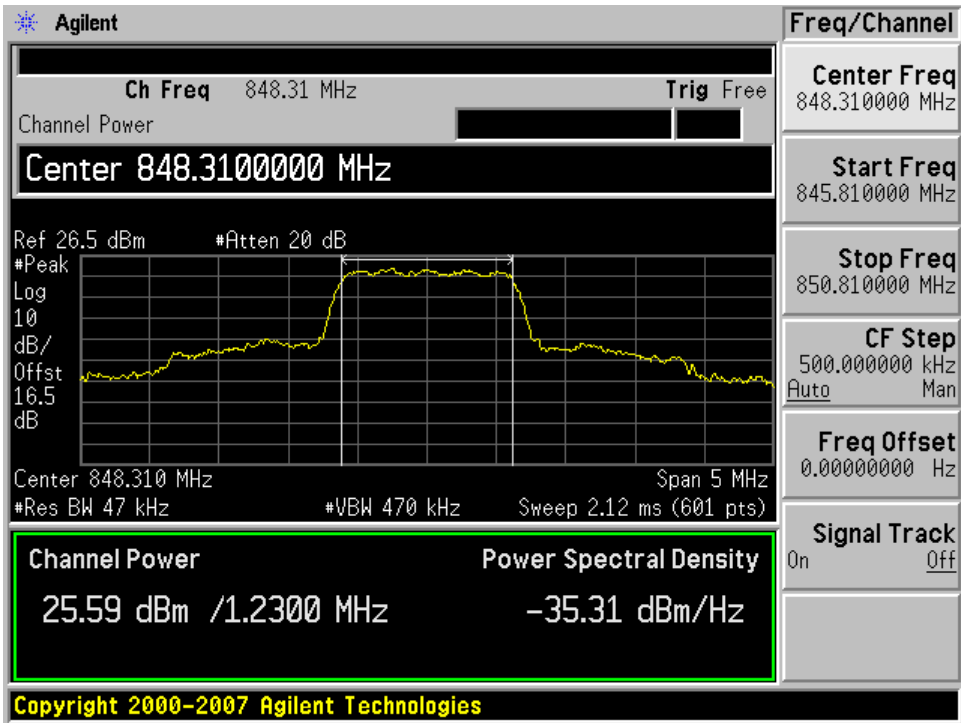 Agilent
Freq/Channel
Ch Freq 848.31 MHz Trig Free
Channel Power
Center 848.3100000 MHz
Ref 26.5 dBm #Atten 20 dB
#Peak
Log
10
dB/
Offst
16.5
dB
Center 848.310 MHz Span 5 MHz
#Res BW 47 kHz #VBW 470 kHz Sweep 2.12 ms (601 pts)
Channel Power Power Spectral Density
25.59 dBm /1.2300 MHz -35.31 dBm/Hz
Center Freq
848.310000 MHz
Start Freq
845.810000 MHz
Stop Freq
850.810000 MHz
CF Step
500.000000 kHz
Auto Man
Freq Offset
0.00000000 Hz
Signal Track
On Off
Copyright 2000-2007 Agilent Technologies